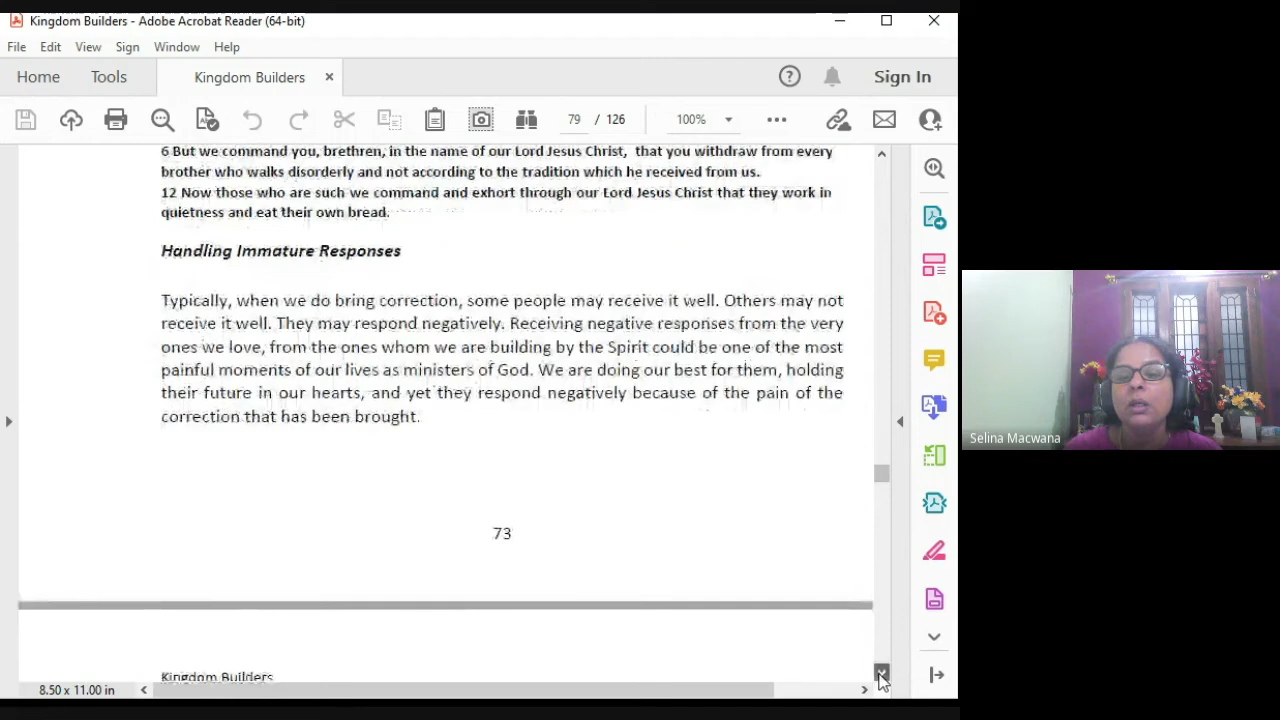 Kingdom Builders - Adobe Acrobat Reader (64-bit)
File Edit View Sign Window Help
Home Tools Kingdom Builders × Sign In
79 / 126 100%
6 But we command you, brethren, in the name of our Lord Jesus Christ, that you withdraw from every
brother who walks disorderly and not according to the tradition which he received from us.
12 Now those who are such we command and exhort through our Lord Jesus Christ that they work in
quietness and eat their own bread.
Handling Immature Responses
Typically, when we do bring correction, some people may receive it well. Others may not
receive it well. They may respond negatively. Receiving negative responses from the very
ones we love, from the ones whom we are building by the Spirit could be one of the most
painful moments of our lives as ministers of God. We are doing our best for them, holding
their future in our hearts, and yet they respond negatively because of the pain of the
correction that has been brought.
73
Kingdom Builders
8.50 x 11.00 in
Selina Macwana